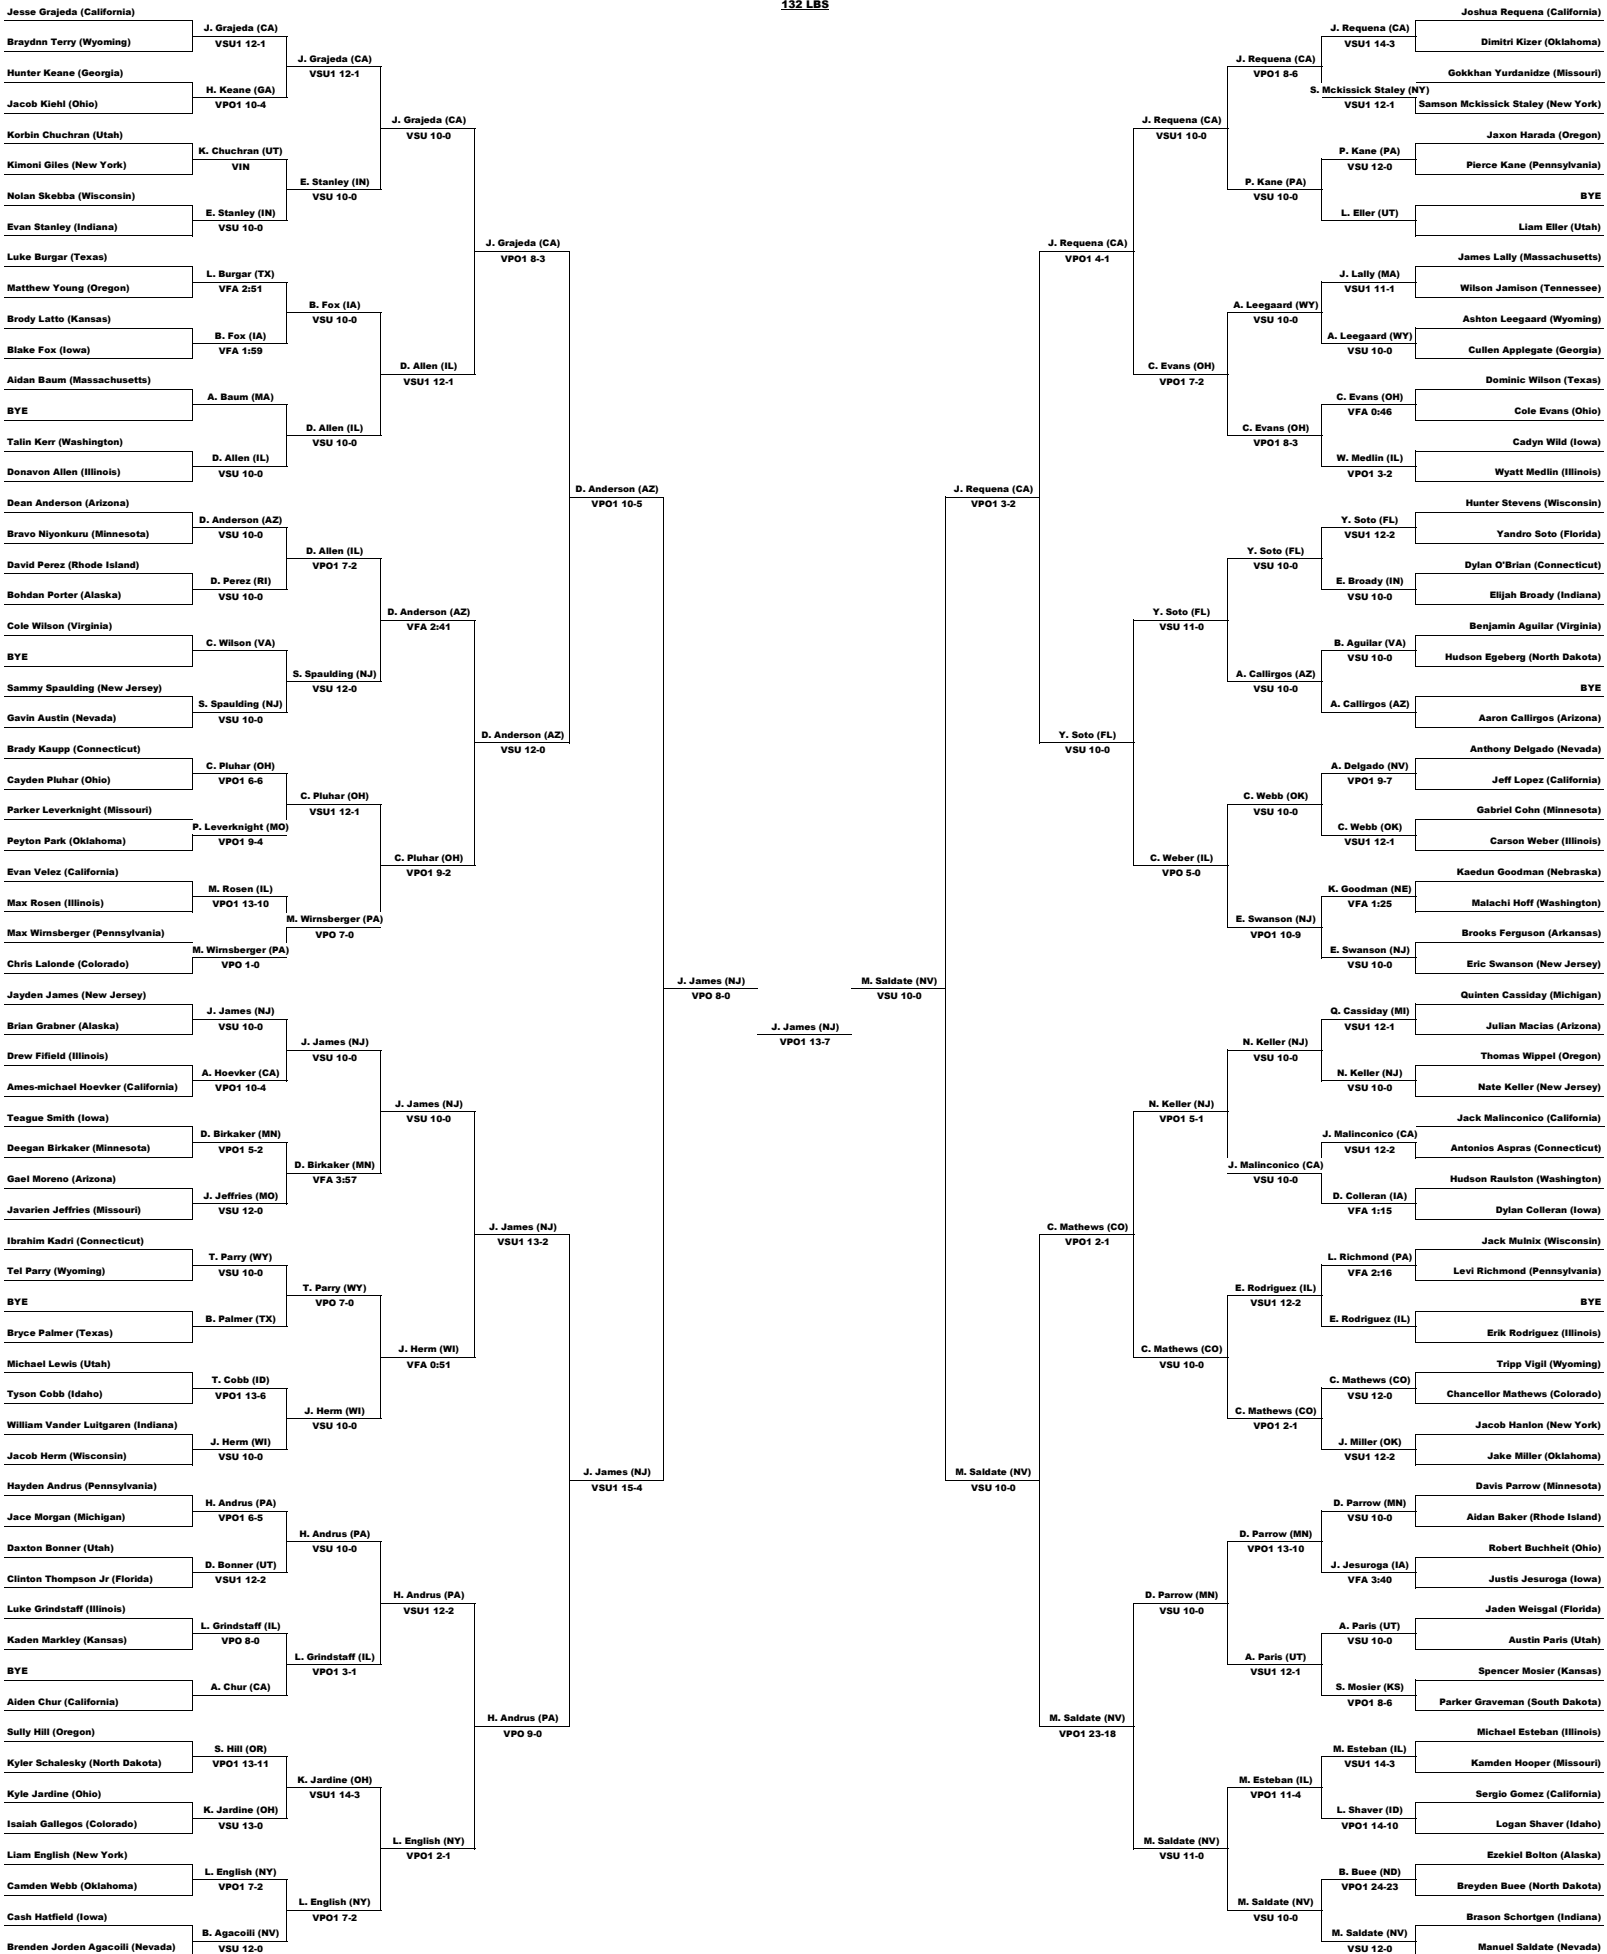 132 LBS
Jesse Grajeda (California)
Braydnn Terry (Wyoming)
Hunter Keane (Georgia)
Jacob Kiehl (Ohio)
Korbin Chuchran (Utah)
Kimoni Giles (New York)
Nolan Skebba (Wisconsin)
Evan Stanley (Indiana)
Luke Burgar (Texas)
Matthew Young (Oregon)
Brody Latto (Kansas)
Blake Fox (Iowa)
Aidan Baum (Massachusetts)
BYE
Talin Kerr (Washington)
Donavon Allen (Illinois)
Dean Anderson (Arizona)
Bravo Niyonkuru (Minnesota)
David Perez (Rhode Island)
Bohdan Porter (Alaska)
Cole Wilson (Virginia)
BYE
Sammy Spaulding (New Jersey)
Gavin Austin (Nevada)
Brady Kaupp (Connecticut)
Cayden Pluhar (Ohio)
Parker Leverknight (Missouri)
Peyton Park (Oklahoma)
Evan Velez (California)
Max Rosen (Illinois)
Max Wirnsberger (Pennsylvania)
Chris Lalonde (Colorado)
Jayden James (New Jersey)
Brian Grabner (Alaska)
Drew Fifield (Illinois)
Ames-michael Hoevker (California)
Teague Smith (Iowa)
Deegan Birkaker (Minnesota)
Gael Moreno (Arizona)
Javarien Jeffries (Missouri)
Ibrahim Kadri (Connecticut)
Tel Parry (Wyoming)
BYE
Bryce Palmer (Texas)
Michael Lewis (Utah)
Tyson Cobb (Idaho)
William Vander Luitgaren (Indiana)
Jacob Herm (Wisconsin)
Hayden Andrus (Pennsylvania)
Jace Morgan (Michigan)
Daxton Bonner (Utah)
Clinton Thompson Jr (Florida)
Luke Grindstaff (Illinois)
Kaden Markley (Kansas)
BYE
Aiden Chur (California)
Sully Hill (Oregon)
Kyler Schalesky (North Dakota)
Kyle Jardine (Ohio)
Isaiah Gallegos (Colorado)
Liam English (New York)
Camden Webb (Oklahoma)
Cash Hatfield (Iowa)
Brenden Jorden Agacoili (Nevada)
J. Grajeda (CA)
VSU1 12-1
H. Keane (GA)
VPO1 10-4
K. Chuchran (UT)
VIN
E. Stanley (IN)
VSU 10-0
L. Burgar (TX)
VFA 2:51
B. Fox (IA)
VFA 1:59
A. Baum (MA)
D. Allen (IL)
VSU 10-0
D. Anderson (AZ)
VSU 10-0
D. Perez (RI)
VSU 10-0
C. Wilson (VA)
S. Spaulding (NJ)
VSU 10-0
C. Pluhar (OH)
VPO1 6-6
P. Leverknight (MO)
VPO1 9-4
M. Rosen (IL)
VPO1 13-10
M. Wirnsberger (PA)
VPO 1-0
J. James (NJ)
VSU 10-0
A. Hoevker (CA)
VPO1 10-4
D. Birkaker (MN)
VPO1 5-2
J. Jeffries (MO)
VSU 12-0
T. Parry (WY)
VSU 10-0
B. Palmer (TX)
T. Cobb (ID)
VPO1 13-6
J. Herm (WI)
VSU 10-0
H. Andrus (PA)
VPO1 6-5
D. Bonner (UT)
VSU1 12-2
L. Grindstaff (IL)
VPO 8-0
A. Chur (CA)
S. Hill (OR)
VPO1 13-11
K. Jardine (OH)
VSU 13-0
L. English (NY)
VPO1 7-2
B. Agacoili (NV)
VSU 12-0
J. Grajeda (CA)
VSU1 12-1
E. Stanley (IN)
VSU 10-0
B. Fox (IA)
VSU 10-0
D. Allen (IL)
VSU 10-0
D. Allen (IL)
VPO1 7-2
S. Spaulding (NJ)
VSU 12-0
C. Pluhar (OH)
VSU1 12-1
M. Wirnsberger (PA)
VPO 7-0
J. James (NJ)
VSU 10-0
D. Birkaker (MN)
VFA 3:57
T. Parry (WY)
VPO 7-0
J. Herm (WI)
VSU 10-0
H. Andrus (PA)
VSU 10-0
L. Grindstaff (IL)
VPO1 3-1
K. Jardine (OH)
VSU1 14-3
L. English (NY)
VPO1 7-2
J. Grajeda (CA)
VSU 10-0
D. Allen (IL)
VSU1 12-1
D. Anderson (AZ)
VFA 2:41
C. Pluhar (OH)
VPO1 9-2
J. James (NJ)
VSU 10-0
J. Herm (WI)
VFA 0:51
H. Andrus (PA)
VSU1 12-2
L. English (NY)
VPO1 2-1
J. Grajeda (CA)
VPO1 8-3
D. Anderson (AZ)
VSU 12-0
J. James (NJ)
VSU1 13-2
H. Andrus (PA)
VPO 9-0
D. Anderson (AZ)
VPO1 10-5
J. James (NJ)
VSU1 15-4
J. James (NJ)
VPO 8-0
J. James (NJ)
VPO1 13-7
M. Saldate (NV)
VSU 10-0
J. Requena (CA)
VPO1 3-2
M. Saldate (NV)
VSU 10-0
J. Requena (CA)
VPO1 4-1
Y. Soto (FL)
VSU 10-0
C. Mathews (CO)
VPO1 2-1
M. Saldate (NV)
VPO1 23-18
J. Requena (CA)
VSU1 10-0
C. Evans (OH)
VPO1 7-2
Y. Soto (FL)
VSU 11-0
C. Weber (IL)
VPO 5-0
N. Keller (NJ)
VPO1 5-1
C. Mathews (CO)
VSU 10-0
D. Parrow (MN)
VSU 10-0
M. Saldate (NV)
VSU 11-0
J. Requena (CA)
VPO1 8-6
P. Kane (PA)
VSU 10-0
A. Leegaard (WY)
VSU 10-0
C. Evans (OH)
VPO1 8-3
Y. Soto (FL)
VSU 10-0
A. Callirgos (AZ)
VSU 10-0
C. Webb (OK)
VSU 10-0
E. Swanson (NJ)
VPO1 10-9
N. Keller (NJ)
VSU 10-0
J. Malinconico (CA)
VSU 10-0
E. Rodriguez (IL)
VSU1 12-2
C. Mathews (CO)
VPO1 2-1
D. Parrow (MN)
VPO1 13-10
A. Paris (UT)
VSU1 12-1
M. Esteban (IL)
VPO1 11-4
M. Saldate (NV)
VSU 10-0
J. Requena (CA)
VSU1 14-3
S. Mckissick Staley (NY)
VSU1 12-1
P. Kane (PA)
VSU 12-0
L. Eller (UT)
J. Lally (MA)
VSU1 11-1
A. Leegaard (WY)
VSU 10-0
C. Evans (OH)
VFA 0:46
W. Medlin (IL)
VPO1 3-2
Y. Soto (FL)
VSU1 12-2
E. Broady (IN)
VSU 10-0
B. Aguilar (VA)
VSU 10-0
A. Callirgos (AZ)
A. Delgado (NV)
VPO1 9-7
C. Webb (OK)
VSU1 12-1
K. Goodman (NE)
VFA 1:25
E. Swanson (NJ)
VSU 10-0
Q. Cassiday (MI)
VSU1 12-1
N. Keller (NJ)
VSU 10-0
J. Malinconico (CA)
VSU1 12-2
D. Colleran (IA)
VFA 1:15
L. Richmond (PA)
VFA 2:16
E. Rodriguez (IL)
C. Mathews (CO)
VSU 12-0
J. Miller (OK)
VSU1 12-2
D. Parrow (MN)
VSU 10-0
J. Jesuroga (IA)
VFA 3:40
A. Paris (UT)
VSU 10-0
S. Mosier (KS)
VPO1 8-6
M. Esteban (IL)
VSU1 14-3
L. Shaver (ID)
VPO1 14-10
B. Buee (ND)
VPO1 24-23
M. Saldate (NV)
VSU 12-0
Joshua Requena (California)
Dimitri Kizer (Oklahoma)
Gokkhan Yurdanidze (Missouri)
Samson Mckissick Staley (New York)
Jaxon Harada (Oregon)
Pierce Kane (Pennsylvania)
BYE
Liam Eller (Utah)
James Lally (Massachusetts)
Wilson Jamison (Tennessee)
Ashton Leegaard (Wyoming)
Cullen Applegate (Georgia)
Dominic Wilson (Texas)
Cole Evans (Ohio)
Cadyn Wild (Iowa)
Wyatt Medlin (Illinois)
Hunter Stevens (Wisconsin)
Yandro Soto (Florida)
Dylan O'Brian (Connecticut)
Elijah Broady (Indiana)
Benjamin Aguilar (Virginia)
Hudson Egeberg (North Dakota)
BYE
Aaron Callirgos (Arizona)
Anthony Delgado (Nevada)
Jeff Lopez (California)
Gabriel Cohn (Minnesota)
Carson Weber (Illinois)
Kaedun Goodman (Nebraska)
Malachi Hoff (Washington)
Brooks Ferguson (Arkansas)
Eric Swanson (New Jersey)
Quinten Cassiday (Michigan)
Julian Macias (Arizona)
Thomas Wippel (Oregon)
Nate Keller (New Jersey)
Jack Malinconico (California)
Antonios Aspras (Connecticut)
Hudson Raulston (Washington)
Dylan Colleran (Iowa)
Jack Mulnix (Wisconsin)
Levi Richmond (Pennsylvania)
BYE
Erik Rodriguez (Illinois)
Tripp Vigil (Wyoming)
Chancellor Mathews (Colorado)
Jacob Hanlon (New York)
Jake Miller (Oklahoma)
Davis Parrow (Minnesota)
Aidan Baker (Rhode Island)
Robert Buchheit (Ohio)
Justis Jesuroga (Iowa)
Jaden Weisgal (Florida)
Austin Paris (Utah)
Spencer Mosier (Kansas)
Parker Graveman (South Dakota)
Michael Esteban (Illinois)
Kamden Hooper (Missouri)
Sergio Gomez (California)
Logan Shaver (Idaho)
Ezekiel Bolton (Alaska)
Breyden Buee (North Dakota)
Brason Schortgen (Indiana)
Manuel Saldate (Nevada)